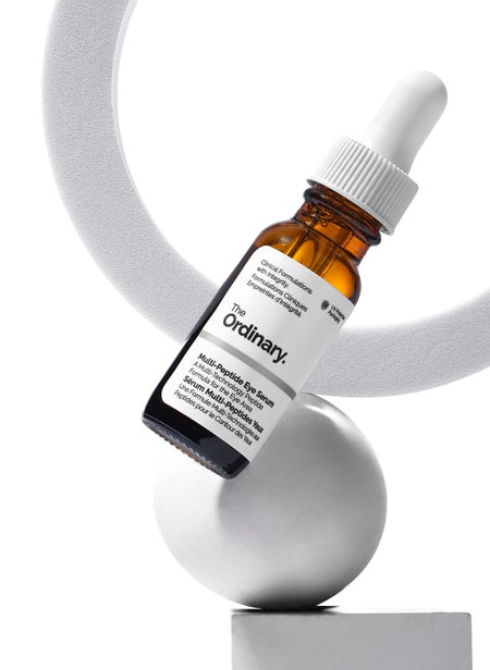 Clinical Formulations
with Integrity.
Formulations Cliniques
Empreintes d'intégrité.
The
Ordinary.
Multi-Peptide Eye Serum
A Multi-Technology Peptide
Formula for the Eye Area
Sérum Multi-Peptides Yeux
Une Formule Multi-Technologie aux
Peptides pour le Contour des Yeux